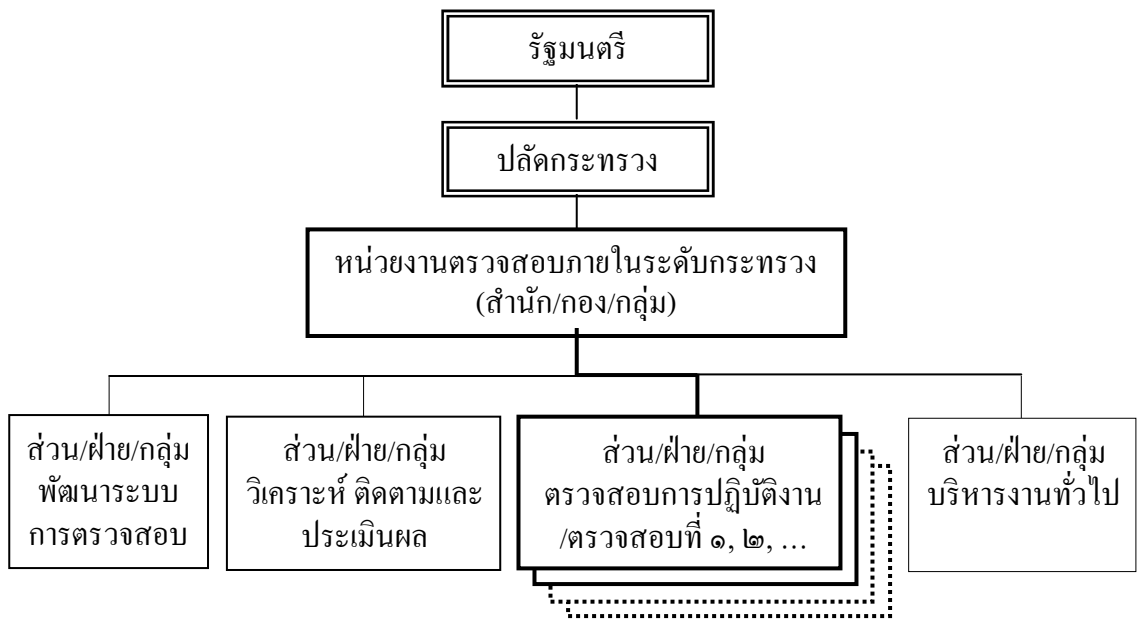 รัฐมนตรี
ปลัดกระทรวง
หน่วยงานตรวจสอบภายในระดับกระทรวง
(สำนัก/กอง/กลุ่ม)
ส่วน/ฝ่าย/กลุ่ม
พัฒนาระบบ
การตรวจสอบ
ส่วน/ฝ่าย/กลุ่ม
วิเคราะห์ ติดตามและ
ประเมินผล
ส่วน/ฝ่าย/กลุ่ม
ตรวจสอบการปฏิบัติงาน
/ตรวจสอบที่ ๑, ๒, …
ส่วน/ฝ่าย/กลุ่ม
บริหารงานทั่วไป